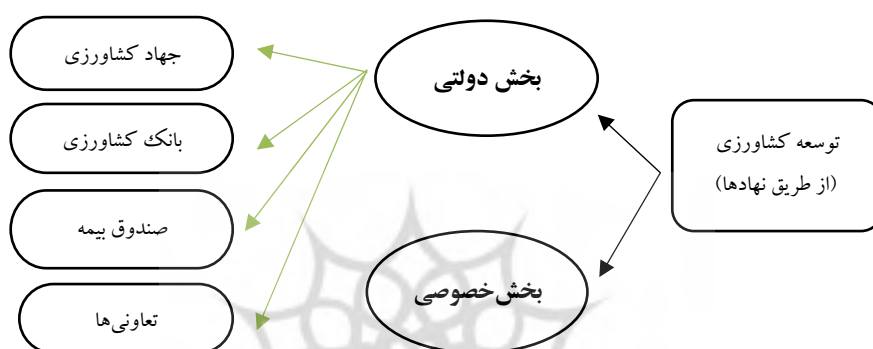 توسعه کشاورزی
(از طریق نهادها)
بخش دولتی
بخش خصوصی
جهاد کشاورزی
بانک کشاورزی
صندوق بیمه
تعاونی‌ها